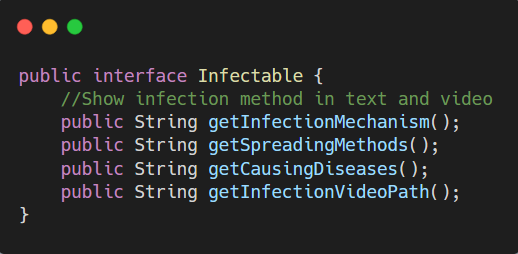 public interface Infectable {
    //Show infection method in text and video
    public String getInfectionMechanism();
    public String getSpreadingMethods();
    public String getCausingDiseases();
    public String getInfectionVideoPath();
}